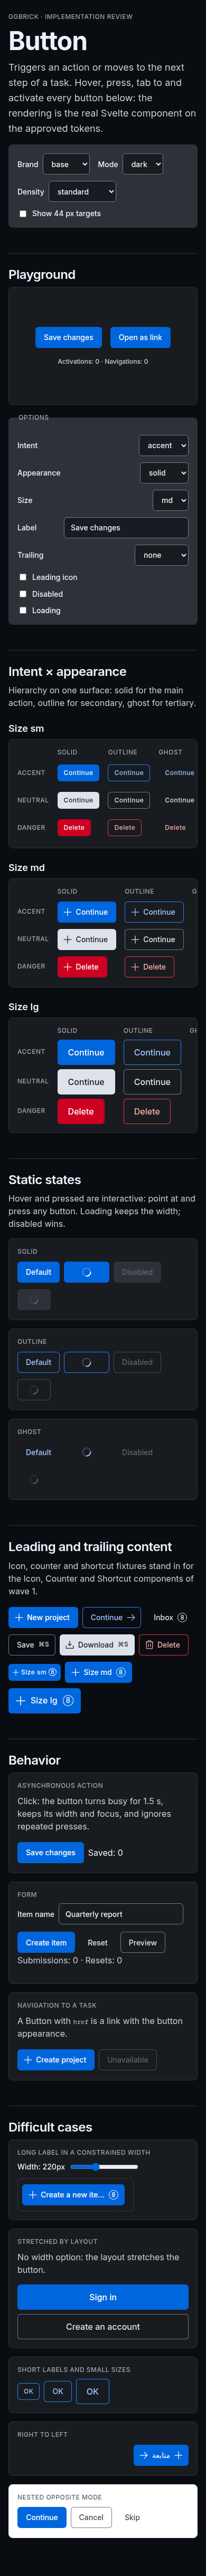 GGBRICK · IMPLEMENTATION REVIEW
Button
Triggers an action or moves to the next
step of a task. Hover, press, tab to and
activate every button below: the
rendering is the real Svelte component on
the approved tokens.
Brand base Mode dark
Density standard
Show 44 px targets
Playground
Save changes Open as link
Activations: 0 · Navigations: 0
OPTIONS
Intent accent
Appearance solid
Size md
Label Save changes
Trailing none
Leading icon
Disabled
Loading
Intent × appearance
Hierarchy on one surface: solid for the main
action, outline for secondary, ghost for tertiary.
Size sm
SOLID OUTLINE GHOST
ACCENT Continue Continue Continue
NEUTRAL Continue Continue Continue
DANGER Delete Delete Delete
Size md
SOLID OUTLINE G
ACCENT Continue Continue
NEUTRAL Continue Continue
DANGER Delete Delete
Size lg
SOLID OUTLINE GH
ACCENT Continue Continue
NEUTRAL Continue Continue
DANGER Delete Delete
Static states
Hover and pressed are interactive: point at and
press any button. Loading keeps the width;
disabled wins.
SOLID
Default Disabled
OUTLINE
Default Disabled
GHOST
Default Disabled
Leading and trailing content
Icon, counter and shortcut fixtures stand in for
the Icon, Counter and Shortcut components of
wave 1.
New project Continue Inbox 8
Save ⌘S Download ⌘S Delete
Size sm 8 Size md 8
Size lg 8
Behavior
ASYNCHRONOUS ACTION
Click: the button turns busy for 1.5 s,
keeps its width and focus, and ignores
repeated presses.
Save changes Saved: 0
FORM
Item name Quarterly report
Create item Reset Preview
Submissions: 0 · Resets: 0
NAVIGATION TO A TASK
A Button with href is a link with the button
appearance.
Create project Unavailable
Difficult cases
LONG LABEL IN A CONSTRAINED WIDTH
Width: 220px
Create a new ite... 8
STRETCHED BY LAYOUT
No width option: the layout stretches the
button.
Sign in
Create an account
SHORT LABELS AND SMALL SIZES
OK OK OK
RIGHT TO LEFT
متابعة
NESTED OPPOSITE MODE
Continue Cancel Skip